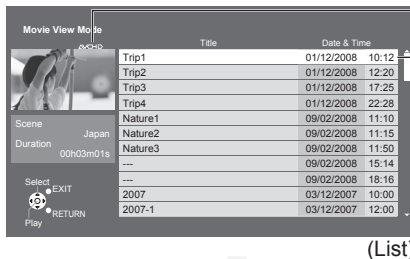 Movie View Mode
AVCHD
Title Date & Time
Trip1 01/12/2008 10:12
Trip2 01/12/2008 12:20
Trip3 01/12/2008 17:25
Trip4 01/12/2008 22:28
Nature1 09/02/2008 11:10
Nature2 09/02/2008 11:15
Nature3 09/02/2008 11:50
--- 09/02/2008 15:14
--- 09/02/2008 18:16
2007 03/12/2007 10:00
2007-1 03/12/2007 12:00
Scene
Japan
Duration
00h03m01s
Select
EXIT
RETURN
Play
(List)